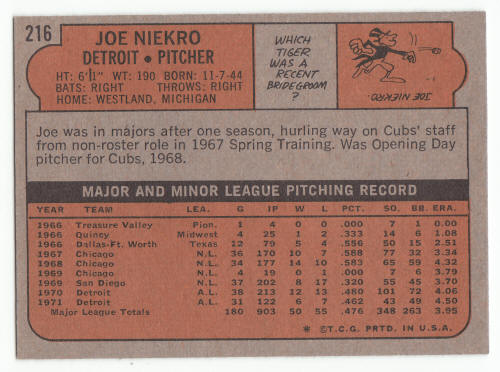 216
JOE NIEKRO
DETROIT • PITCHER
HT: 6'1" WT: 190 BORN: 11-7-44
BATS: RIGHT THROWS: RIGHT
HOME: WESTLAND, MICHIGAN
WHICH
TIGER
WAS A
RECENT
BRIDEGROOM?
JOE NIEKRO.
Joe was in majors after one season, hurling way on Cubs' staff
from non-roster role in 1967 Spring Training. Was Opening Day
pitcher for Cubs, 1968.
MAJOR AND MINOR LEAGUE PITCHING RECORD
YEAR TEAM LEA. G IP W L PCT. SO. BB. ERA.
1966 Treasure Valley Pion. 1 4 0 0 .000 7 1 0.00
1966 Quincy Midwest 4 25 1 2 .333 14 6 1.08
1966 Dallas-Ft. Worth Texas 12 79 5 4 .556 50 15 2.51
1967 Chicago N.L. 36 170 10 7 .588 77 32 3.34
1968 Chicago N.L. 34 177 14 10 .583 65 59 4.32
1969 Chicago N.L. 4 19 0 1 .000 7 6 3.79
1969 San Diego N.L. 37 202 8 17 .320 55 45 3.70
1970 Detroit A.L. 38 213 12 13 .480 101 72 4.06
1971 Detroit A.L. 31 122 6 7 .462 43 49 4.50
Major League Totals 180 903 50 55 .476 348 263 3.95
* ©T.C.G. PRTD. IN U.S.A.